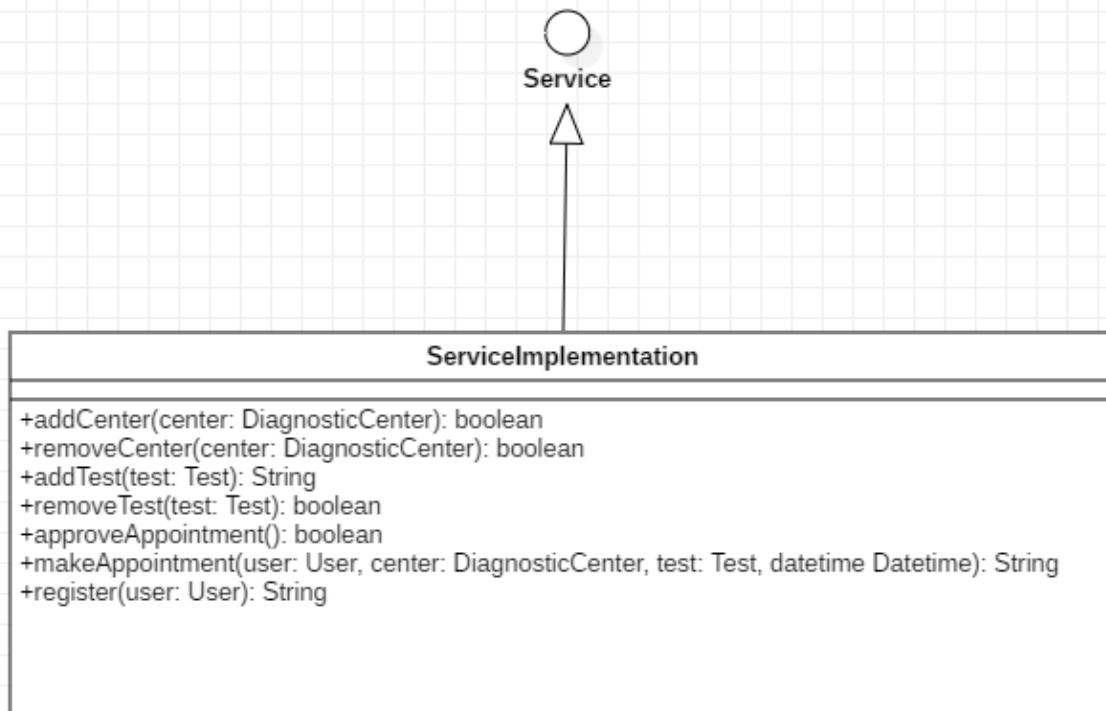 Service
ServiceImplementation
+addCenter(center: DiagnosticCenter): boolean
+removeCenter(center: DiagnosticCenter): boolean
+addTest(test: Test): String
+removeTest(test: Test): boolean
+approveAppointment(): boolean
+makeAppointment(user: User, center: DiagnosticCenter, test: Test, datetime Datetime): String
+register(user: User): String